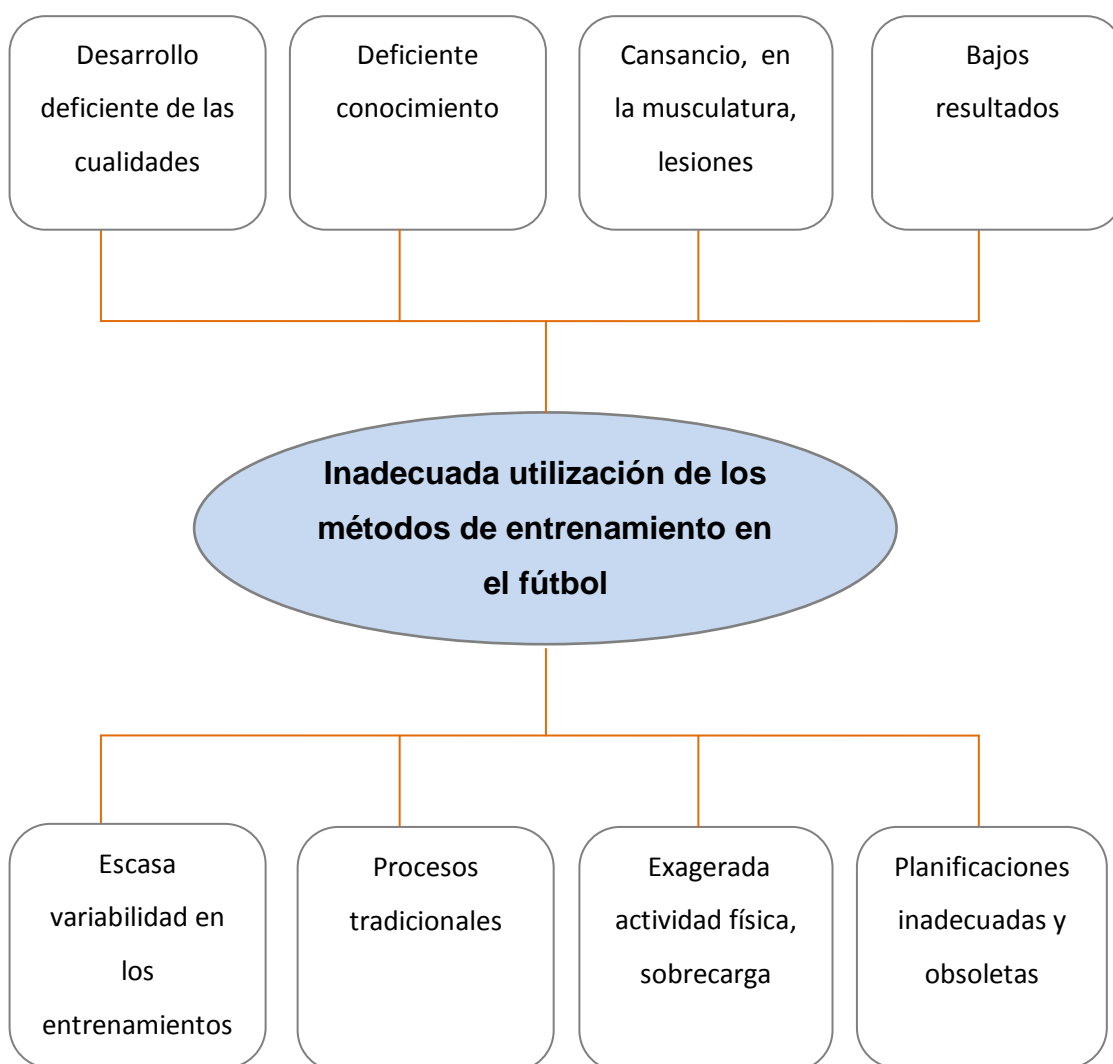 Desarrollo
deficiente de las
cualidades
Deficiente
conocimiento
Cansancio, en
la musculatura,
lesiones
Bajos
resultados
Inadecuada utilización de los
métodos de entrenamiento en
el fútbol
Escasa
variabilidad en
los
entrenamientos
Procesos
tradicionales
Exagerada
actividad física,
sobrecarga
Planificaciones
inadecuadas y
obsoletas